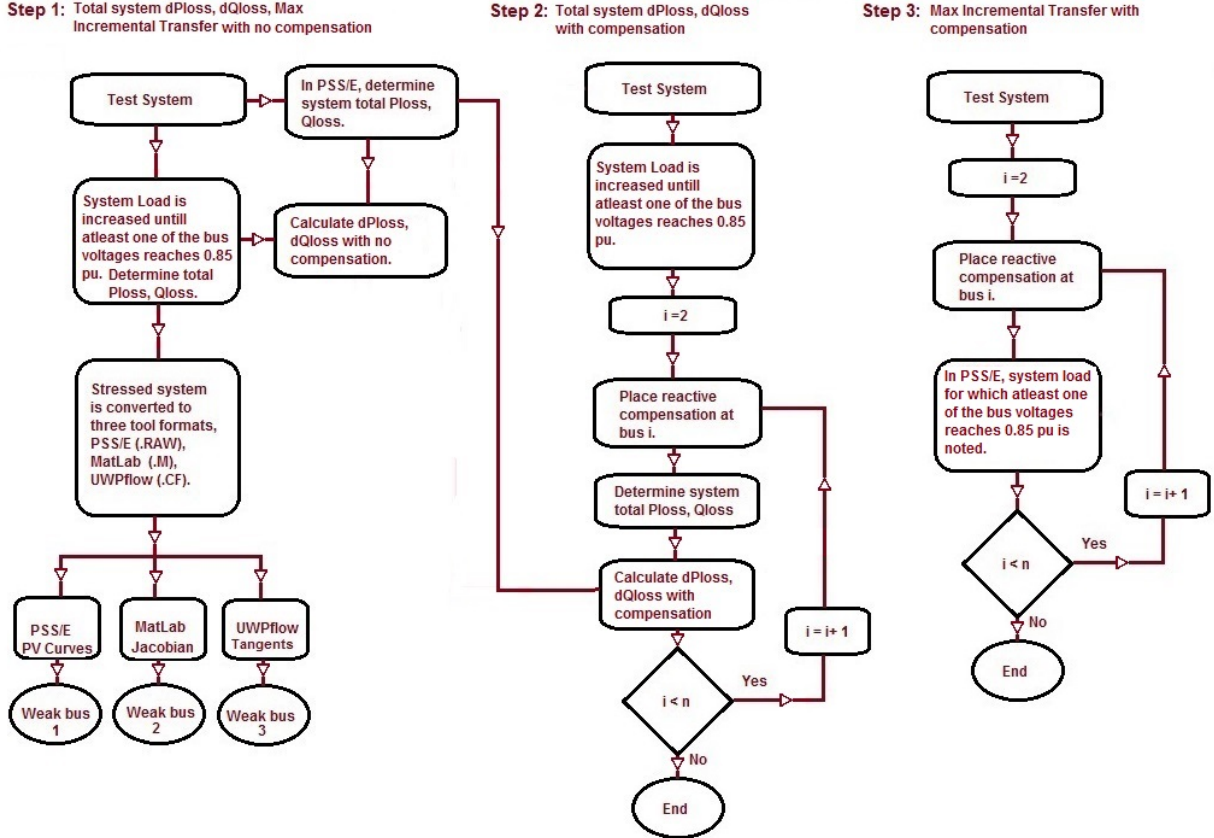 Step 1: Total system dPloss, dQloss, Max
Incremental Transfer with no compensation
Test System
In PSS/E, determine
system total Ploss,
Qloss.
System Load is
increased untill
atleast one of the bus
voltages reaches 0.85
pu. Determine total
Ploss, Qloss.
Calculate dPloss,
dQloss with no
compensation.
Stressed system
is converted to
three tool formats,
PSS/E (.RAW),
MatLab (.M),
UWPflow (.CF).
PSS/E
PV Curves
MatLab
Jacobian
UWPflow
Tangents
Weak bus
1
Weak bus
2
Weak bus
3
Step 2: Total system dPloss, dQloss
with compensation
Test System
System Load is
increased untill
atleast one of the bus
voltages reaches 0.85
pu.
i =2
Place reactive
compensation at
bus i.
Determine system
total Ploss, Qloss
Calculate dPloss,
dQloss with
compensation
i = i+ 1
i < n
Yes
No
End
Step 3: Max Incremental Transfer with
compensation
Test System
i =2
Place reactive
compensation at
bus i.
In PSS/E, system load
for which atleast one
of the bus voltages
reaches 0.85 pu is
noted.
i = i+ 1
i < n
Yes
No
End